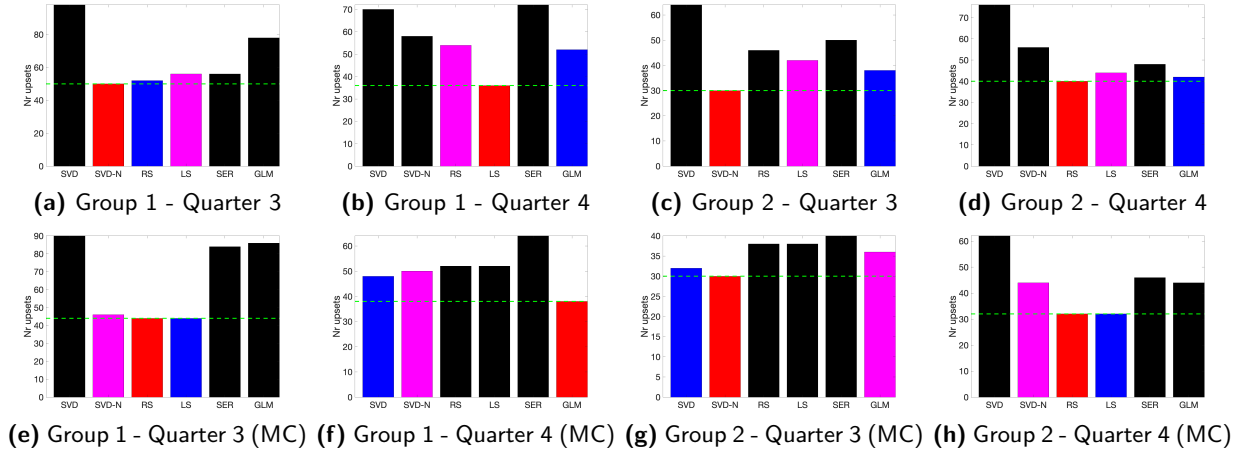 Nr upsets
80
60
40
20
0
SVD SVD-N RS LS SER GLM
(a) Group 1 - Quarter 3
Nr upsets
70
60
50
40
30
20
10
0
SVD SVD-N RS LS SER GLM
(b) Group 1 - Quarter 4
Nr upsets
60
50
40
30
20
10
0
SVD SVD-N RS LS SER GLM
(c) Group 2 - Quarter 3
Nr upsets
70
60
50
40
30
20
10
0
SVD SVD-N RS LS SER GLM
(d) Group 2 - Quarter 4
Nr upsets
90
80
70
60
50
40
30
20
10
0
SVD SVD-N RS LS SER GLM
(e) Group 1 - Quarter 3 (MC)
Nr upsets
60
50
40
30
20
10
0
SVD SVD-N RS LS SER GLM
(f) Group 1 - Quarter 4 (MC)
Nr upsets
40
35
30
25
20
15
10
5
0
SVD SVD-N RS LS SER GLM
(g) Group 2 - Quarter 3 (MC)
Nr upsets
60
50
40
30
20
10
0
SVD SVD-N RS LS SER GLM
(h) Group 2 - Quarter 4 (MC)